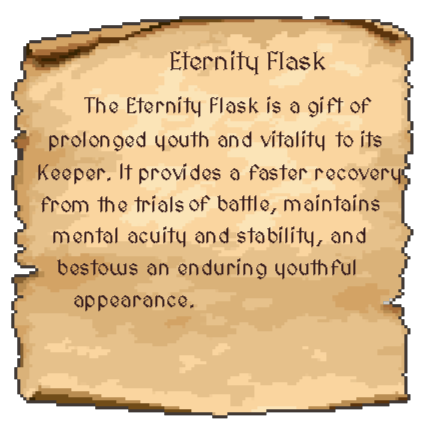 Eternity Flask
The Eternity Flask is a gift of
prolonged youth and vitality to its
Keeper. It provides a faster recovery
from the trials of battle, maintains
mental acuity and stability, and
bestows an enduring youthful
appearance.